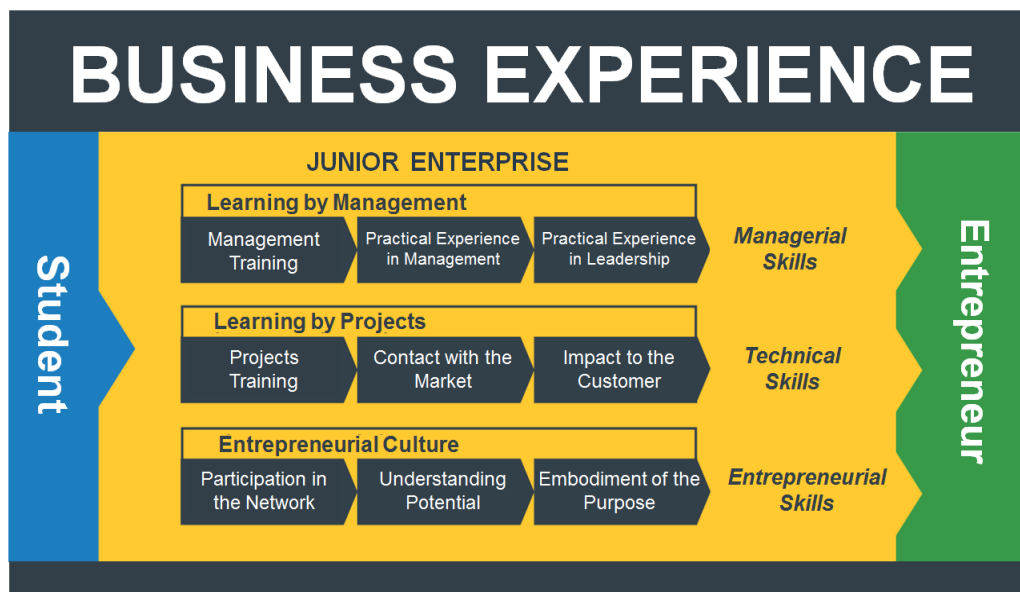 BUSINESS EXPERIENCE
Student
JUNIOR ENTERPRISE
Learning by Management
Management
Training
Practical Experience
in Management
Practical Experience
in Leadership
Managerial
Skills
Learning by Projects
Projects
Training
Contact with the
Market
Impact to the
Customer
Technical
Skills
Entrepreneurial Culture
Participation in
the Network
Understanding
Potential
Embodiment of the
Purpose
Entrepreneurial
Skills
Entrepreneur